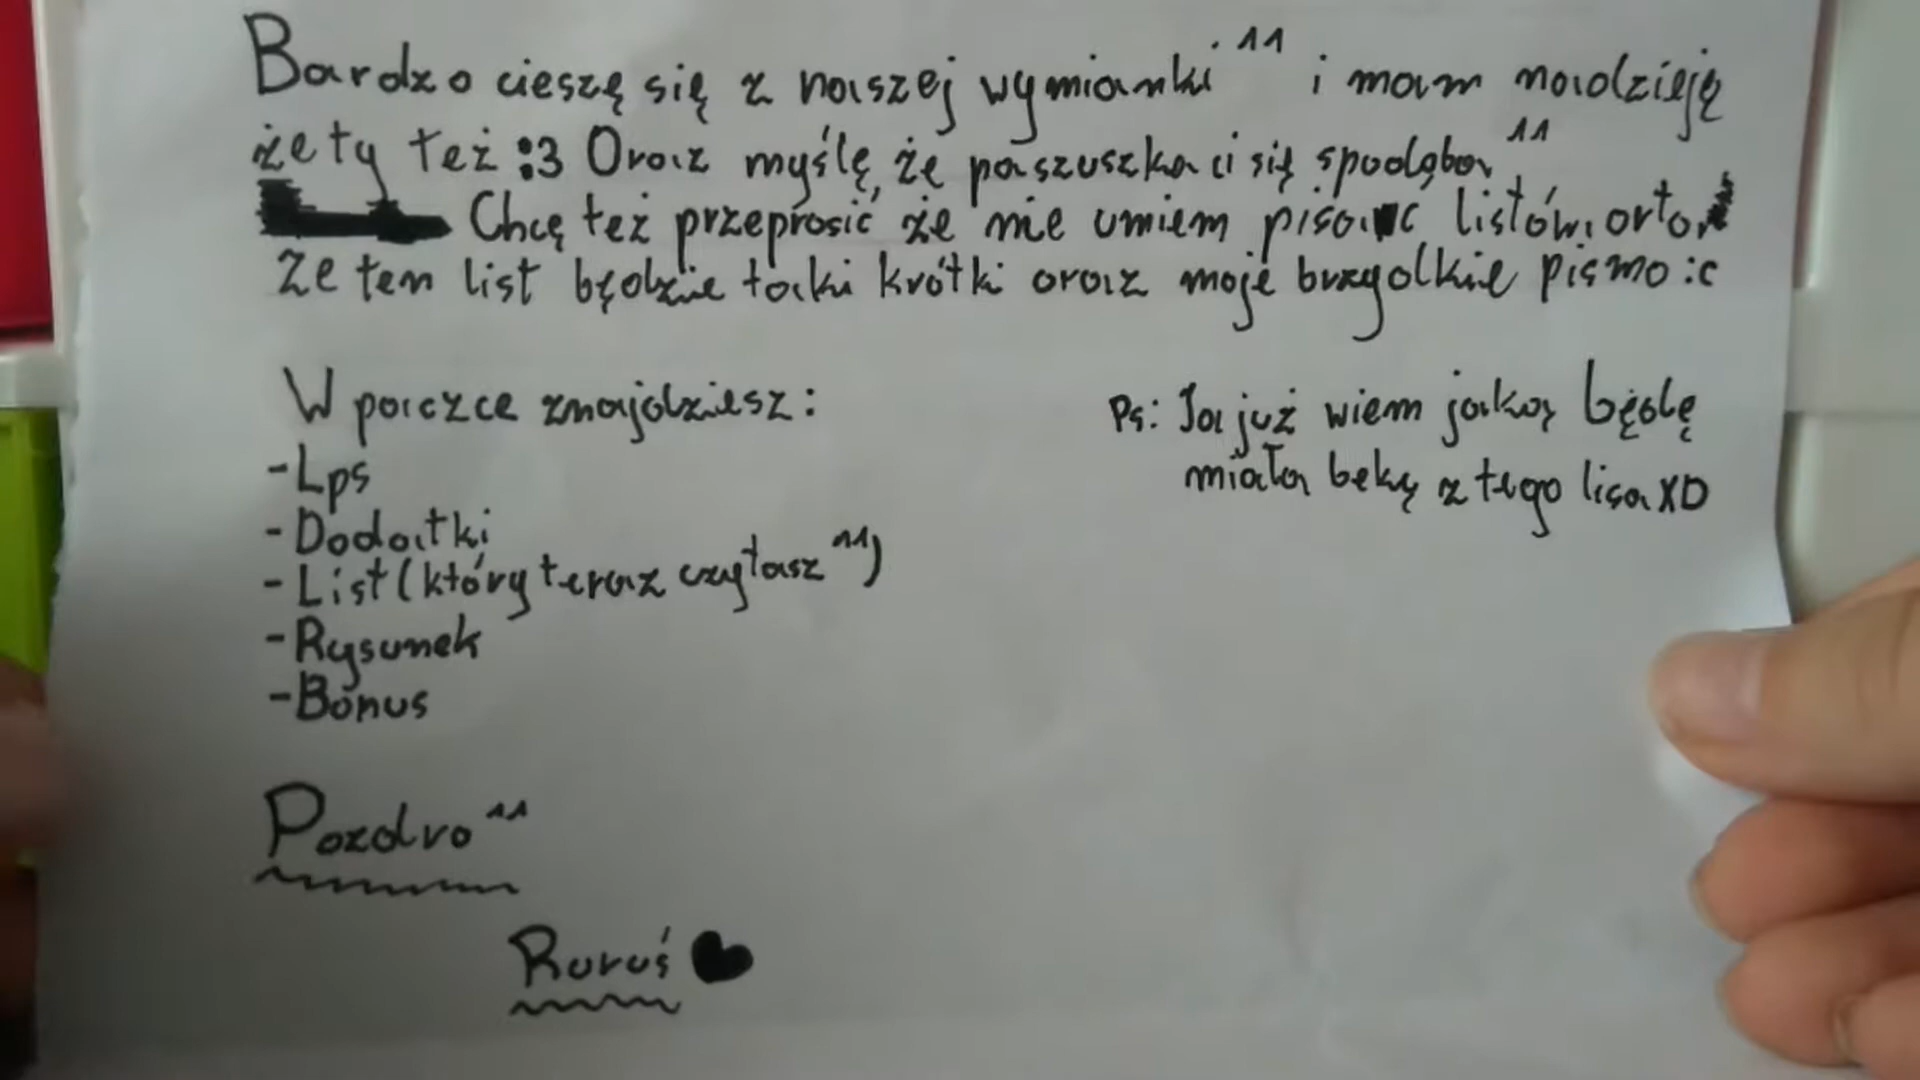 Bardzo cieszę się z naszej wymianki ^^ i mam nadzieję
że ty też :3 Oraz myślę, że paszuszka ci się spodąba ^^
Chcę też przeprosić że nie umiem pisać listów, orto,
że ten list będzie taki krótki oraz moje brzydkie pismo :c
W paczce znajdziesz:
-Lps
-Dodatki
-List (który teraz czytasz ^^)
-Rysunek
-Bonus
Ps: Ja już wiem jaką będę
miała bekę z tego lisa XD
Pozdro ^^
Ruruś